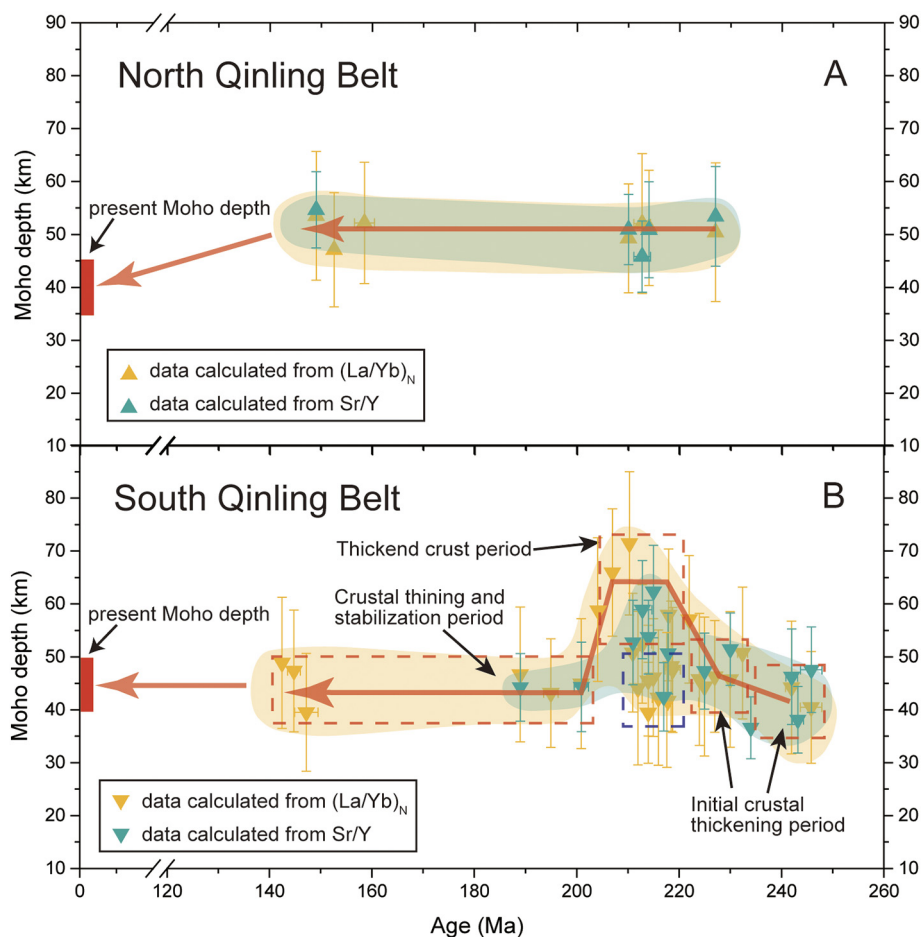 North Qinling Belt
A
Moho depth (km)
90
80
70
60
50
40
30
20
10
90
80
70
60
50
40
30
20
10
present Moho depth
data calculated from (La/Yb)N
data calculated from Sr/Y
South Qinling Belt
B
Moho depth (km)
80
70
60
50
40
30
20
10
80
70
60
50
40
30
20
10
Thickend crust period
Crustal thining and
stabilization period
present Moho depth
Initial crustal
thickening period
data calculated from (La/Yb)N
data calculated from Sr/Y
0 120 140 160 180 200 220 240 260
Age (Ma)